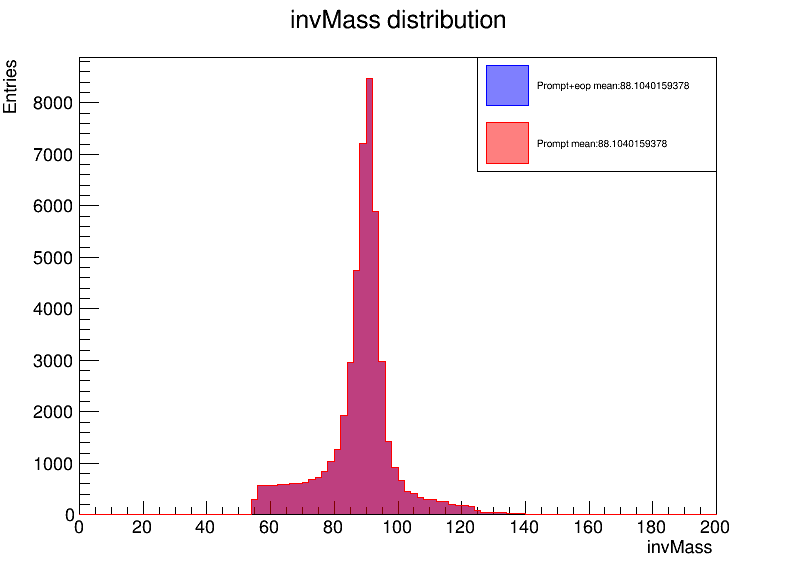 invMass distribution
Entries
Prompt+eop mean:88.1040159378
Prompt mean:88.1040159378
8000
7000
6000
5000
4000
3000
2000
1000
0
0 20 40 60 80 100 120 140 160 180 200
invMass